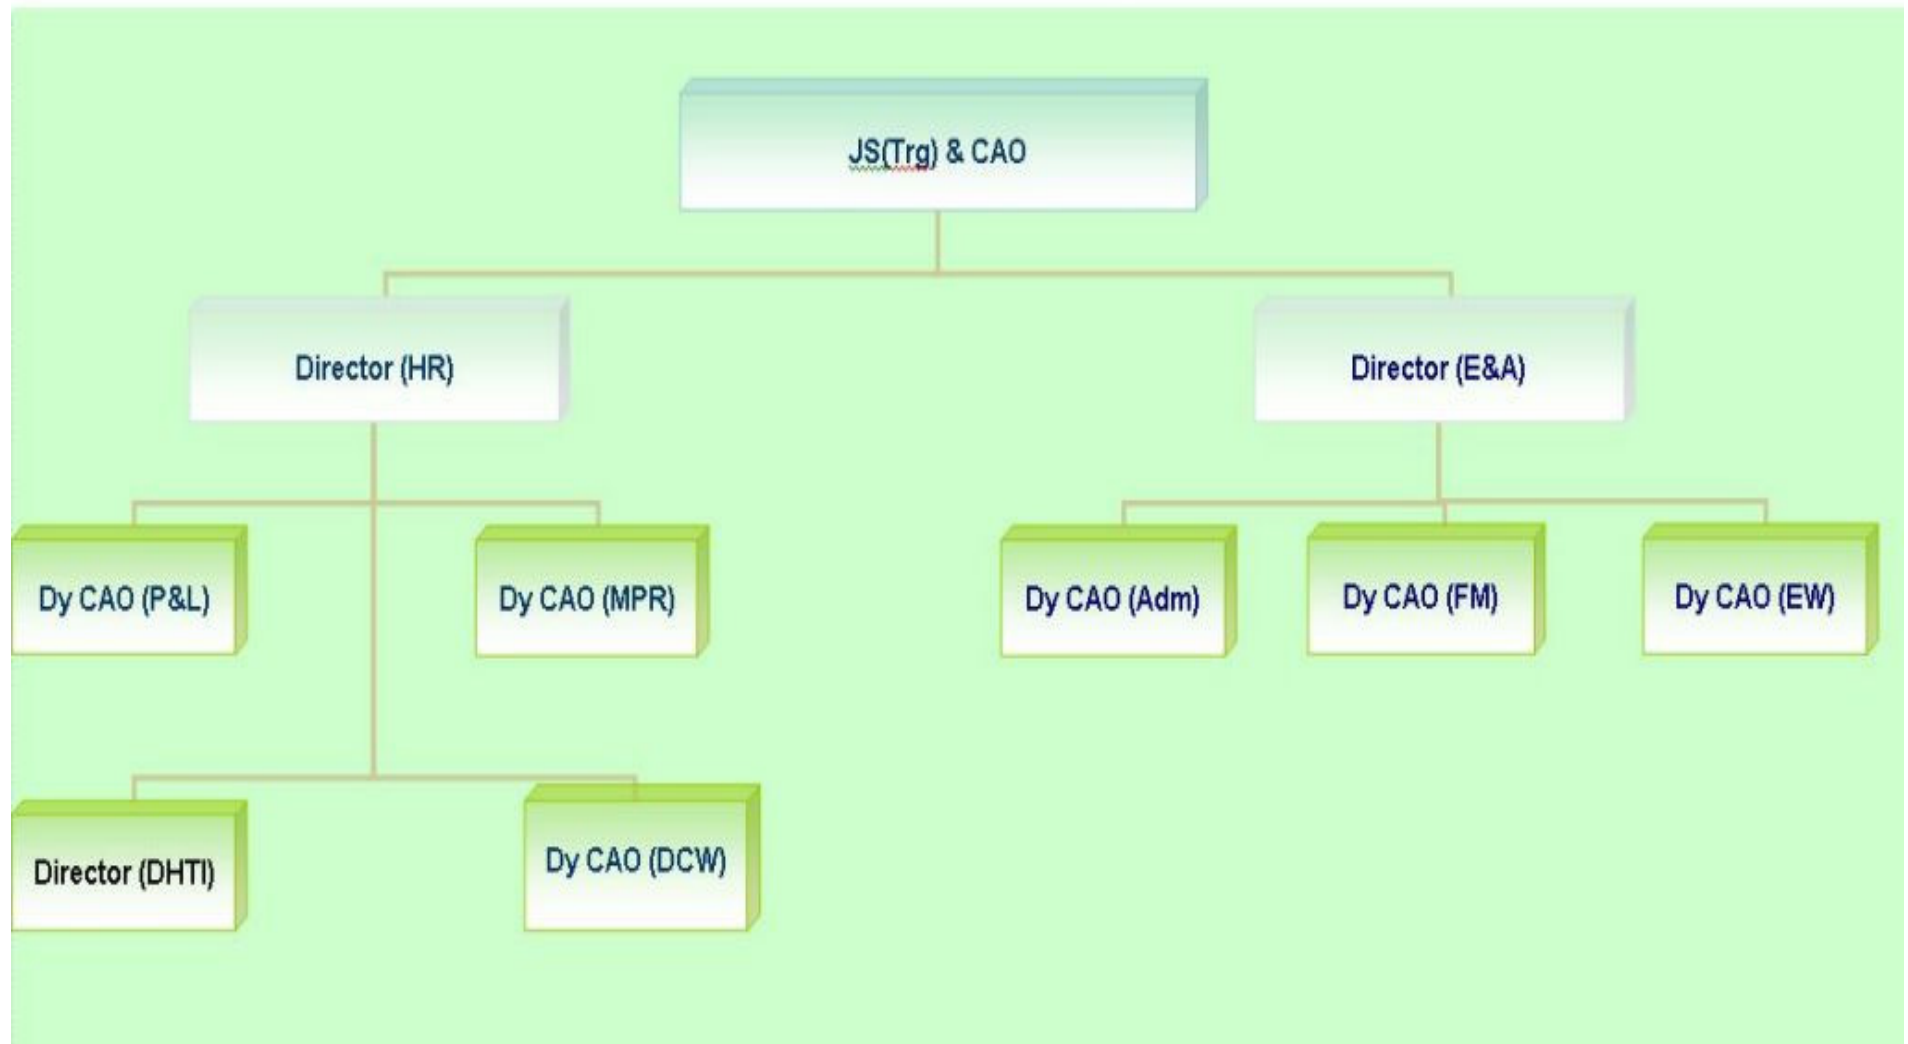 JS(Trg) & CAO
Director (HR)
Director (E&A)
Dy CAO (P&L)
Dy CAO (MPR)
Dy CAO (Adm)
Dy CAO (FM)
Dy CAO (EW)
Director (DHTI)
Dy CAO (DCW)